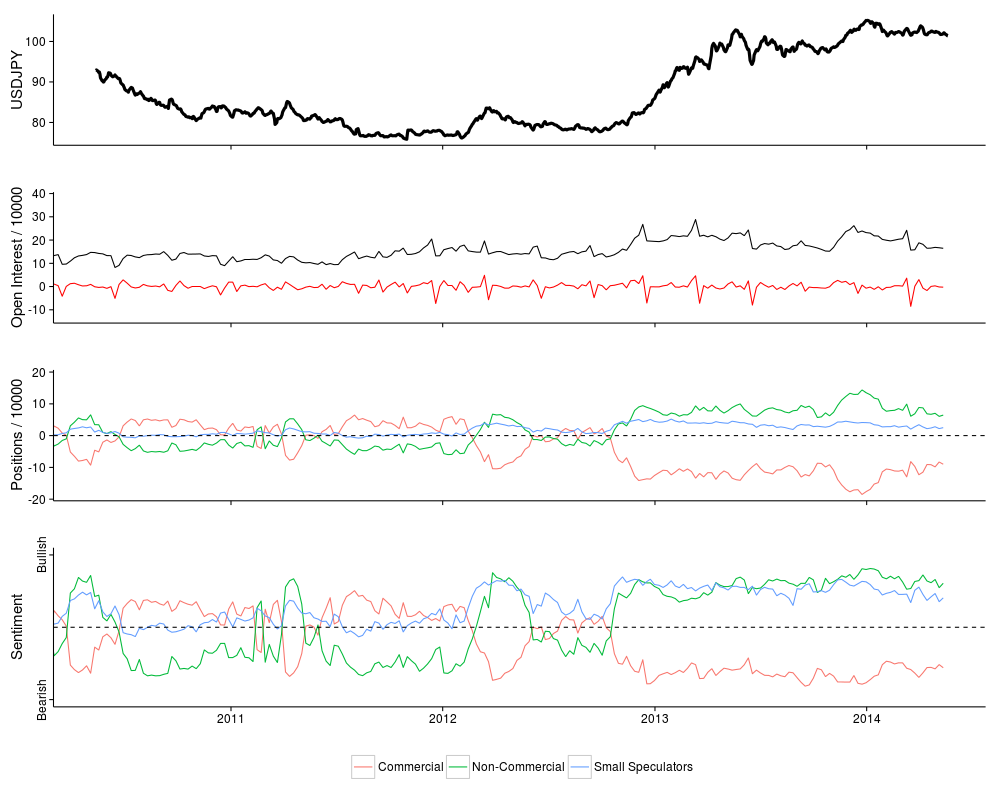 USDJPY
100
90
80
Open Interest / 10000
40
30
20
10
0
-10
Positions / 10000
20
10
0
-10
-20
Sentiment
Bullish
Bearish
2011 2012 2013 2014
Commercial Non-Commercial Small Speculators